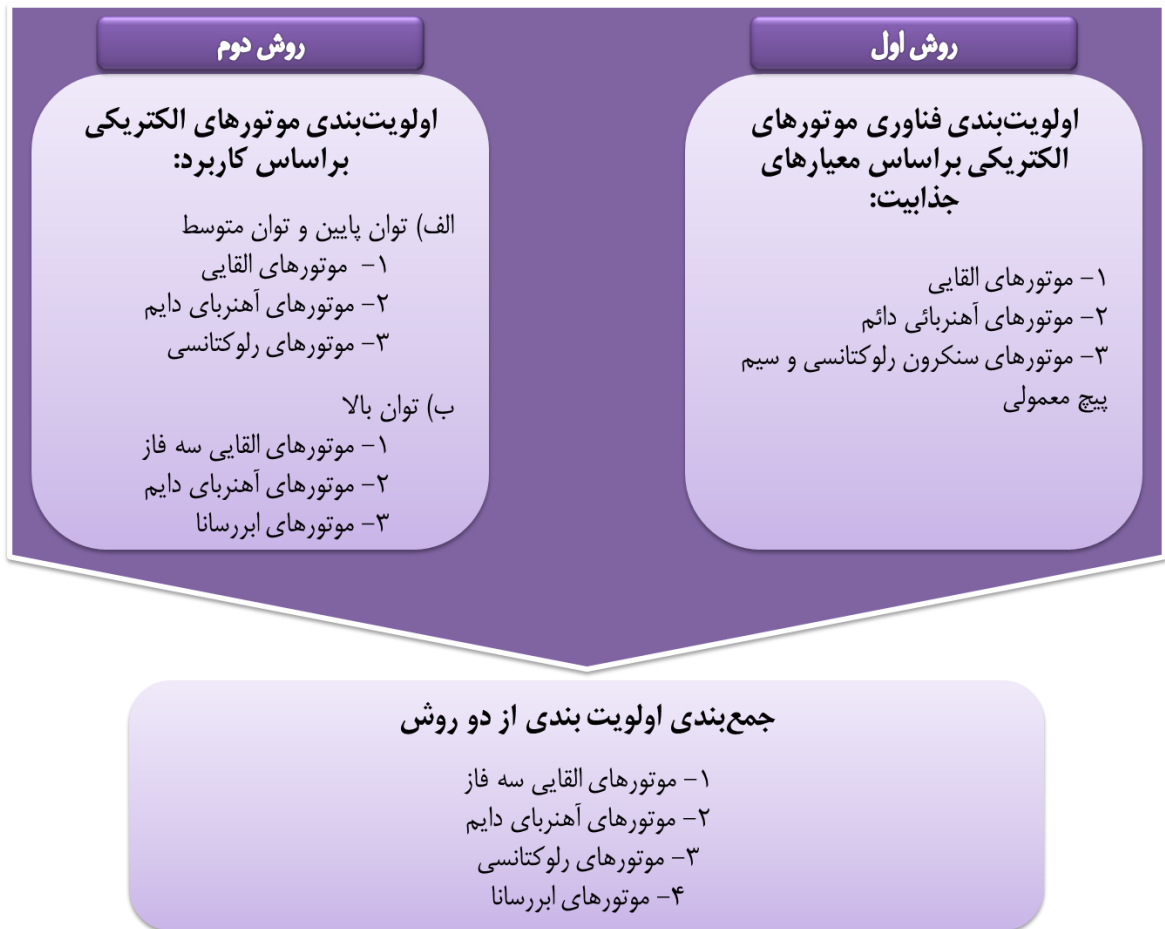 روش اول
اولویت‌بندی فناوری موتورهای
الکتریکی براساس معیارهای
جذابیت:
۱- موتورهای القایی
۲- موتورهای آهنربائی دائم
۳- موتورهای سنکرون رلوکتانسی و سیم
پیچ معمولی
روش دوم
اولویت‌بندی موتورهای الکتریکی
براساس کاربرد:
الف) توان پایین و توان متوسط
۱- موتورهای القایی
۲- موتورهای آهنربای دایم
۳- موتورهای رلوکتانسی
ب) توان بالا
۱- موتورهای القایی سه فاز
۲- موتورهای آهنربای دایم
۳- موتورهای ابررسانا
جمع‌بندی اولویت بندی از دو روش
۱- موتورهای القایی سه فاز
۲- موتورهای آهنربای دایم
۳- موتورهای رلوکتانسی
۴- موتورهای ابررسانا